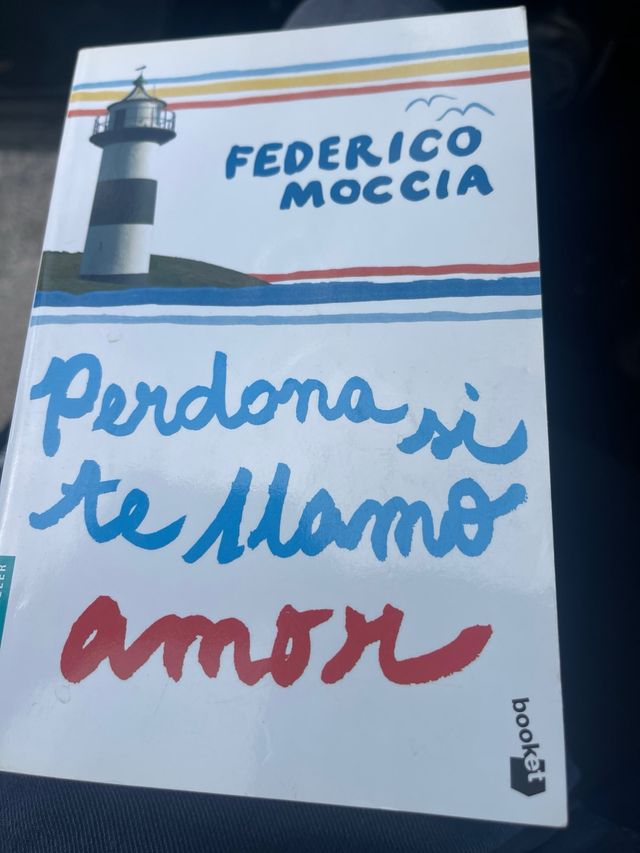 FEDERICO
MOCCIA
Perdona si
te llamo
amor
booket